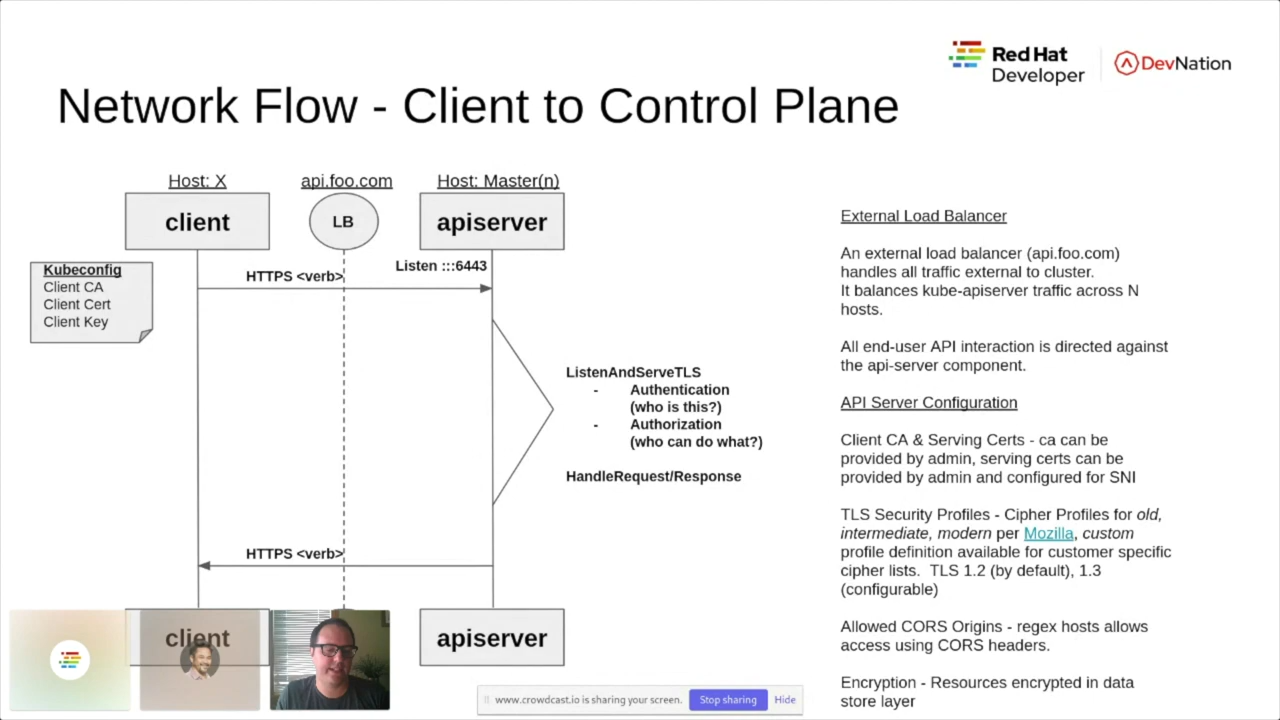 Red Hat
Developer
DevNation
Network Flow - Client to Control Plane
Host: X
api.foo.com
Host: Master(n)
client
LB
apiserver
Kubeconfig
Client CA
Client Cert
Client Key
HTTPS <verb>
Listen :::6443
ListenAndServeTLS
- Authentication
(who is this?)
- Authorization
(who can do what?)
HandleRequest/Response
HTTPS <verb>
client
apiserver
External Load Balancer
An external load balancer (api.foo.com)
handles all traffic external to cluster.
It balances kube-apiserver traffic across N
hosts.
All end-user API interaction is directed against
the api-server component.
API Server Configuration
Client CA & Serving Certs - ca can be
provided by admin, serving certs can be
provided by admin and configured for SNI
TLS Security Profiles - Cipher Profiles for old,
intermediate, modern per Mozilla, custom
profile definition available for customer specific
cipher lists. TLS 1.2 (by default), 1.3
(configurable)
Allowed CORS Origins - regex hosts allows
access using CORS headers.
Encryption - Resources encrypted in data
store layer
www.crowdcast.io is sharing your screen.
Stop sharing
Hide